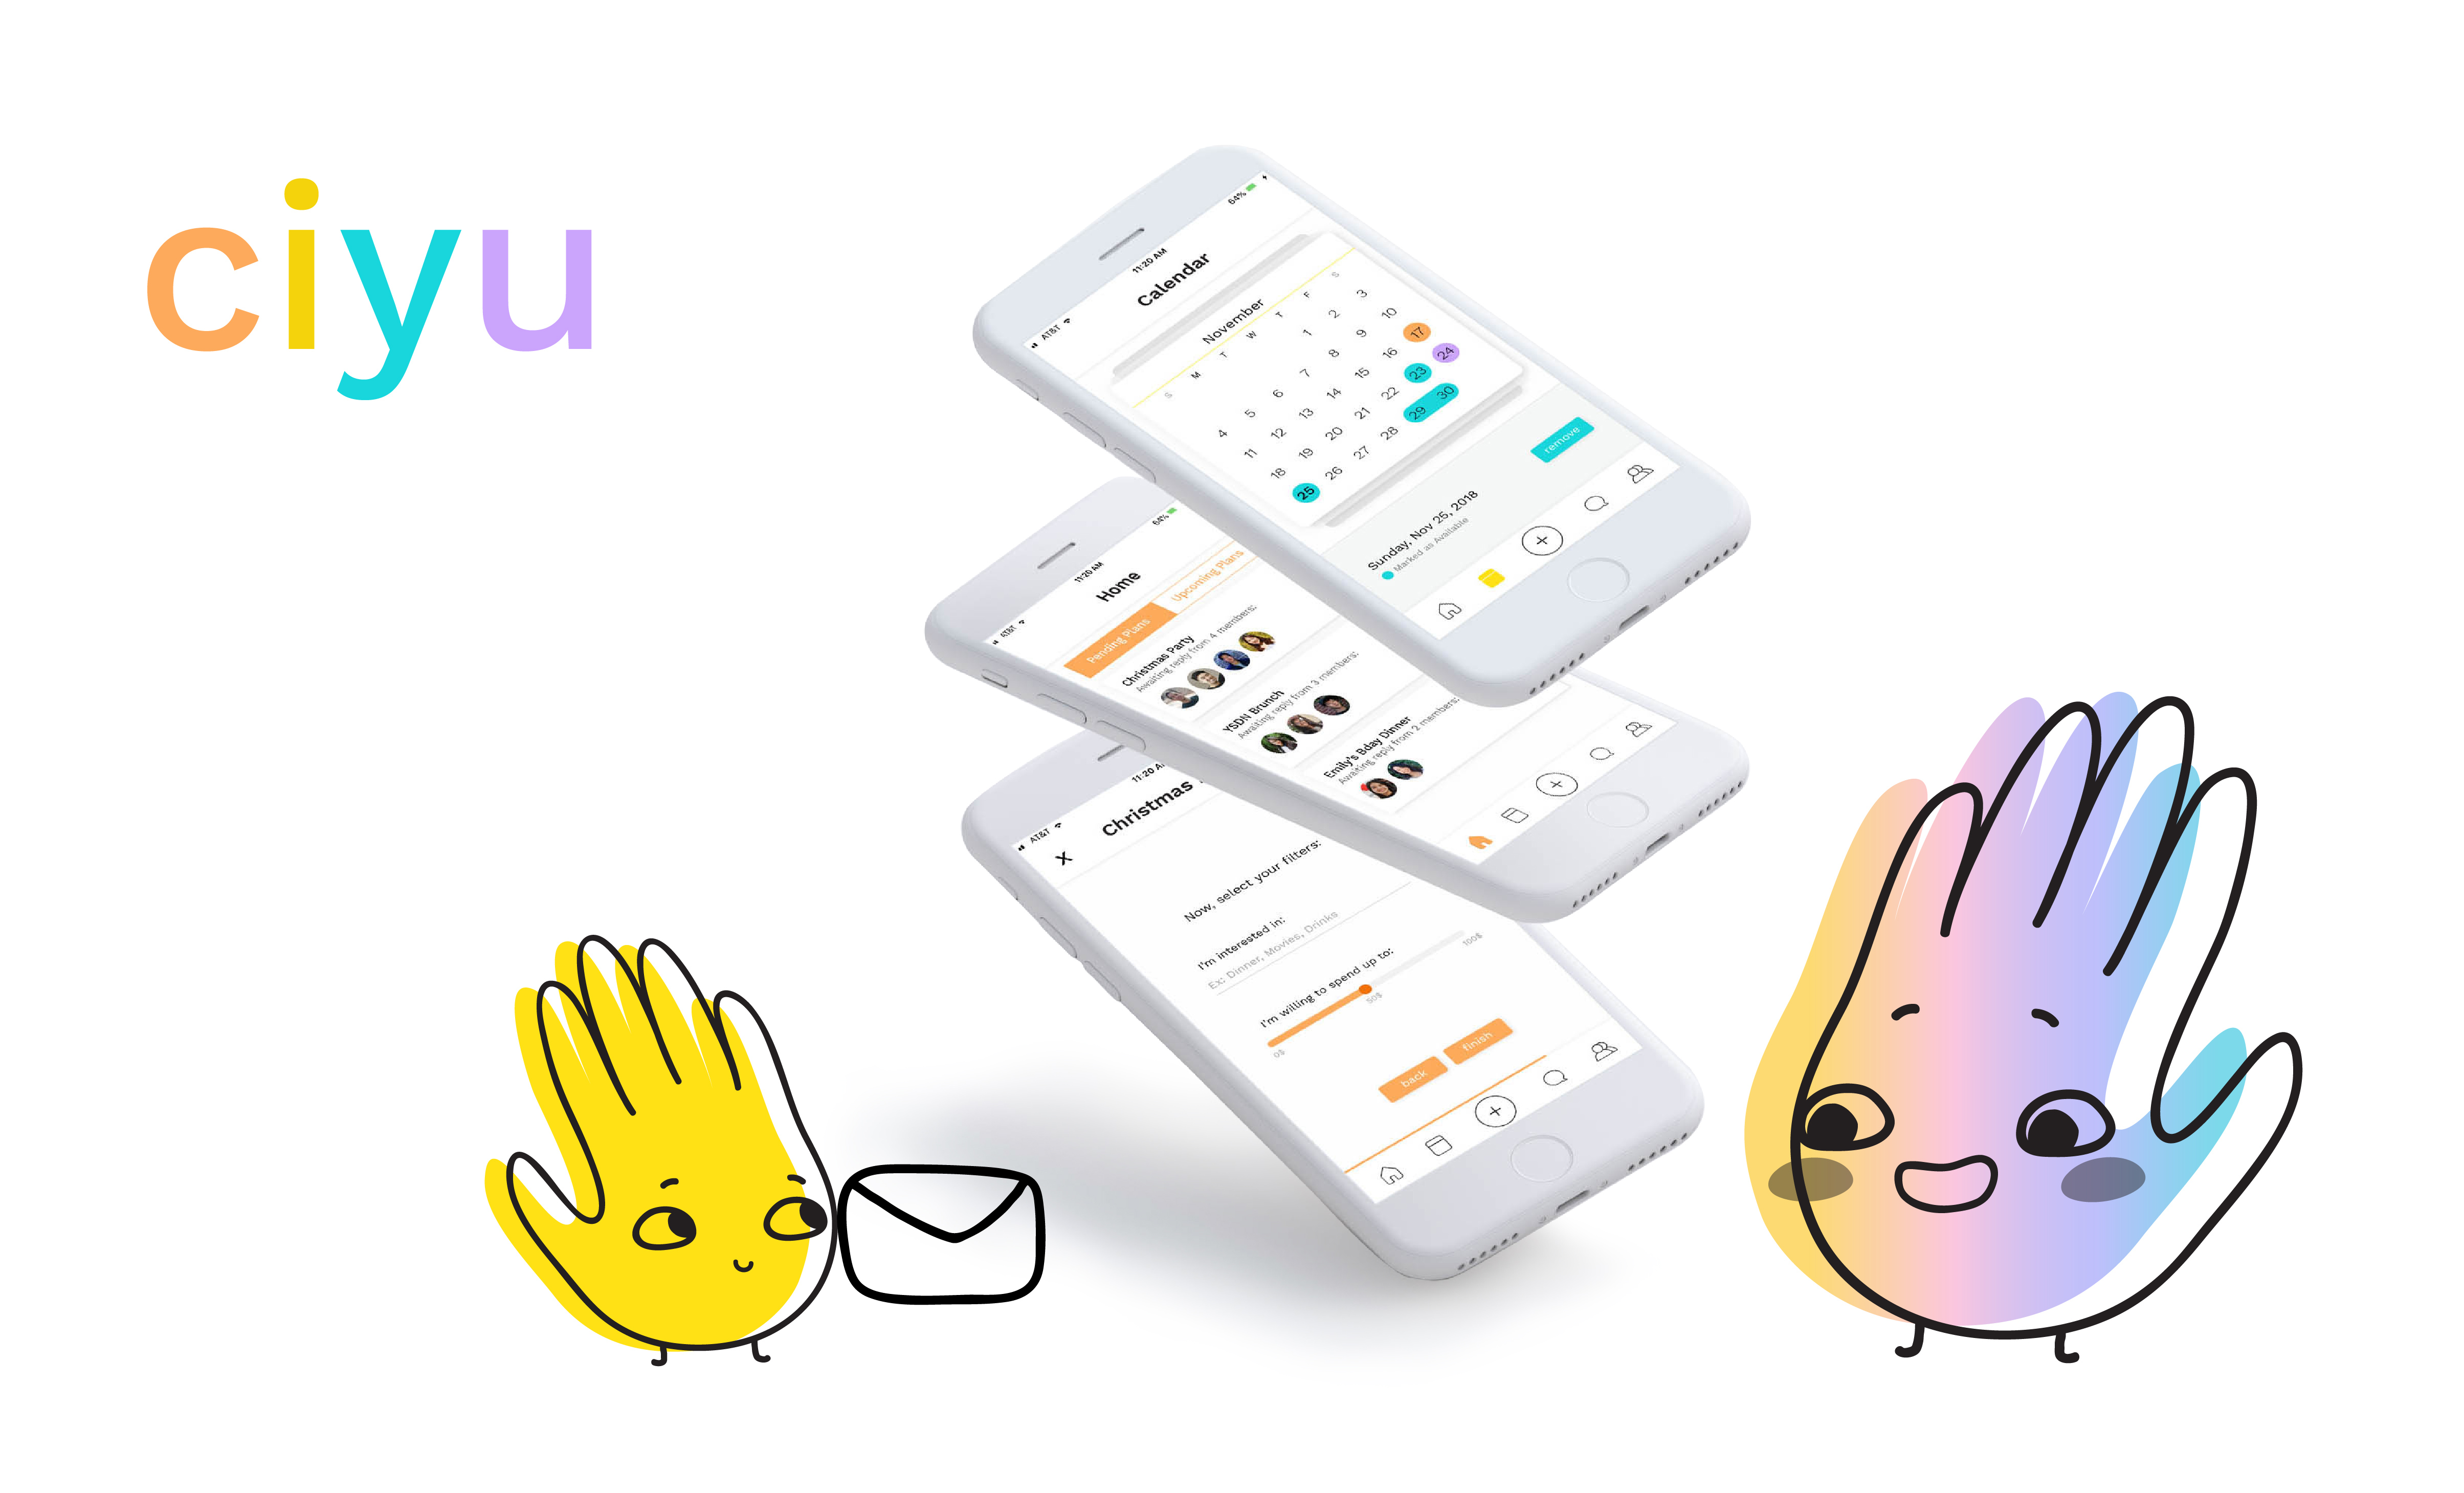 ciyu
AT&T 11:20 AM 64%
Calendar
November
S M T W T F S
1 2 3
4 5 6 7 8 9 10
11 12 13 14 15 16 17
18 19 20 21 22 23 24
25 26 27 28 29 30
Sunday, Nov 25, 2018
Marked as Available
remove
AT&T 11:20 AM 64%
Home
Pending Plans Upcoming Plans
Christmas Party
Awaiting reply from 4 members:
YSDN Brunch
Awaiting reply from 3 members:
Emily's Bday Dinner
Awaiting reply from 2 members:
AT&T 11:20 A
X Christmas
Now, select your filters:
I'm interested in:
Ex: Dinner, Movies, Drinks
I'm willing to spend up to:
0$ 50$ 100$
back finish